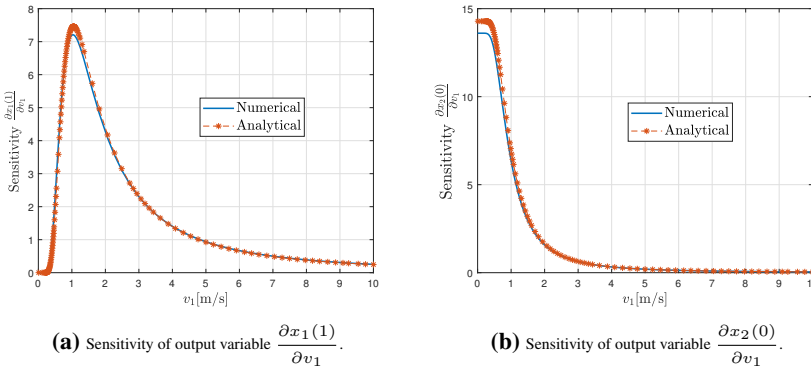 8
7
6
5
4
3
2
1
0
Sensitivity ∂x₁(1)/∂v₁
Numerical
Analytical
0 1 2 3 4 5 6 7 8 9 10
v₁[m/s]
(a) Sensitivity of output variable ∂x₁(1)/∂v₁.
15
10
5
0
Sensitivity ∂x₂(0)/∂v₁
Numerical
Analytical
0 1 2 3 4 5 6 7 8 9
v₁[m/s]
(b) Sensitivity of output variable ∂x₂(0)/∂v₁.